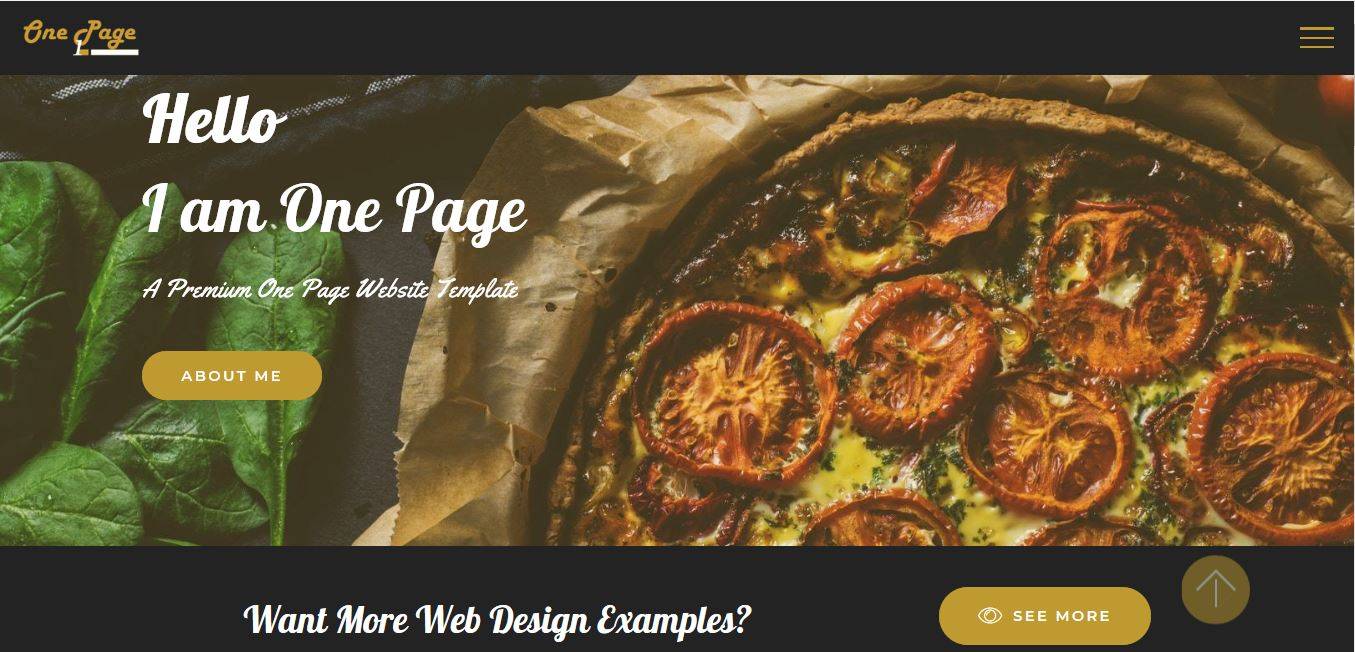 One Page
1
Hello
I am One Page
A Premium One Page Website Template
ABOUT ME
Want More Web Design Examples?
SEE MORE